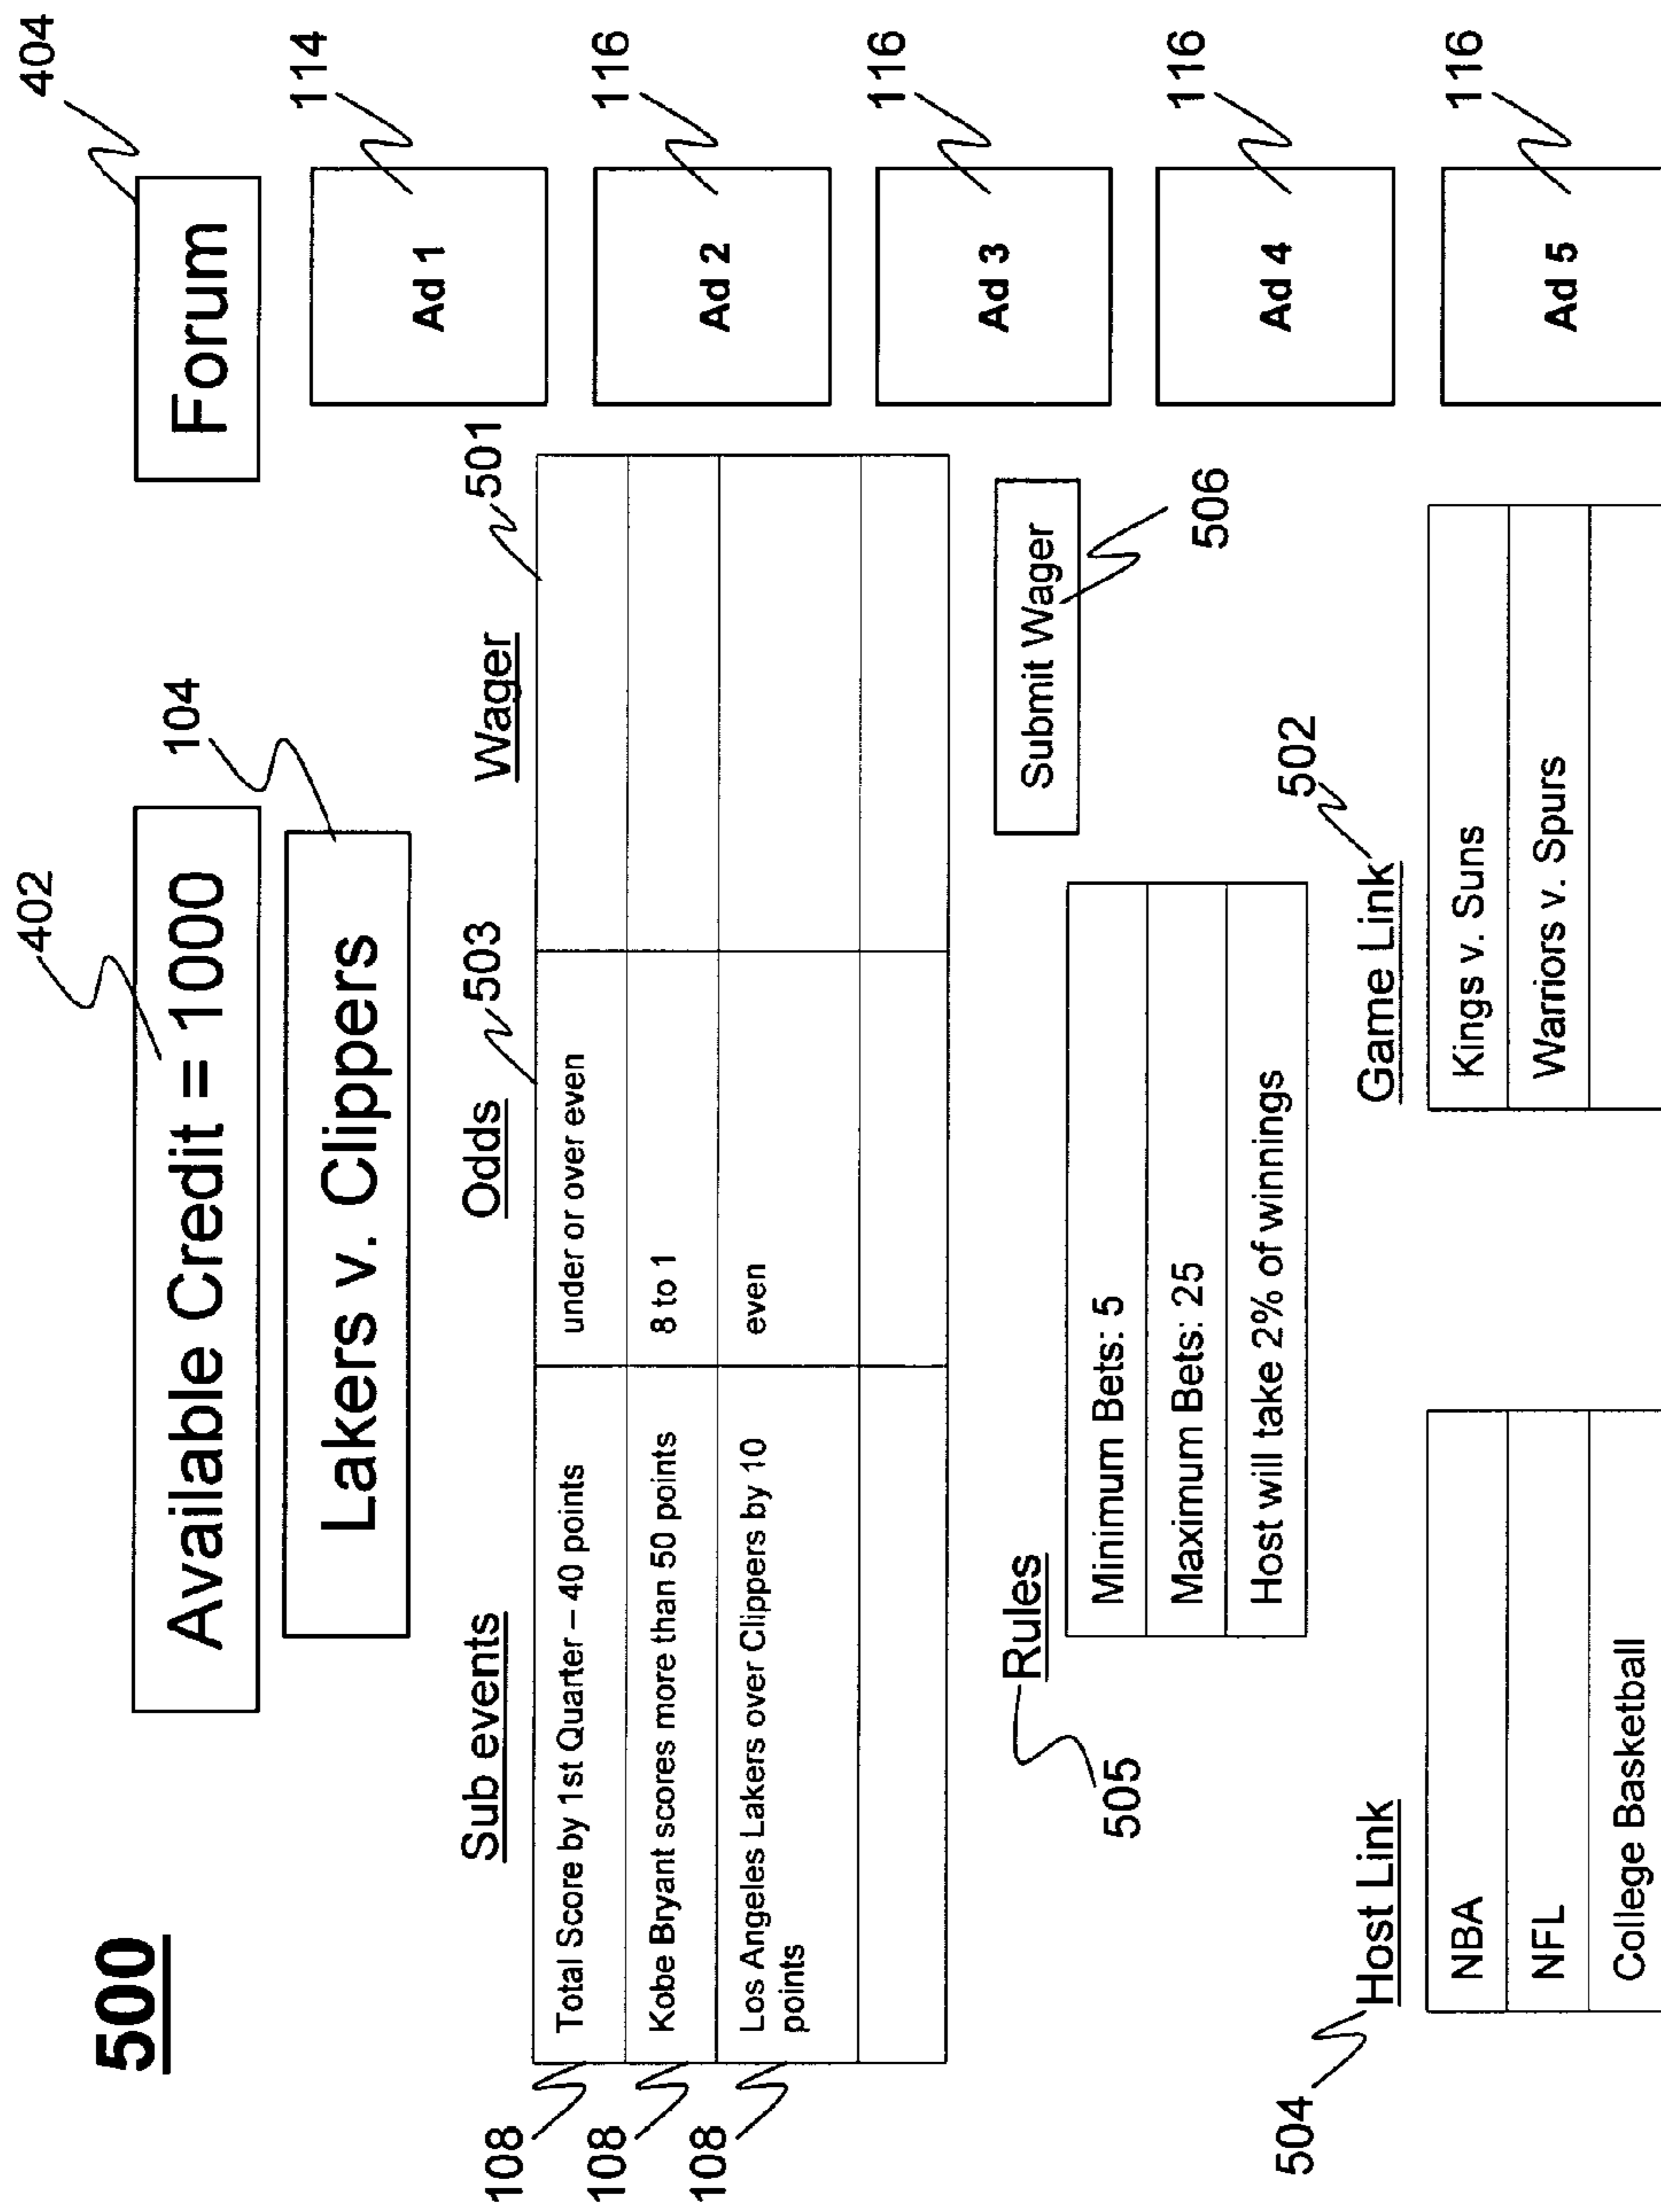 500
402
Available Credit = 1000
104
Lakers v. Clippers
404
Forum
Sub events
Odds
503
Wager
501
108
Total Score by 1st Quarter – 40 points
under or over even
108
Kobe Bryant scores more than 50 points
8 to 1
108
Los Angeles Lakers over Clippers by 10
points
even
505
Rules
Minimum Bets: 5
Maximum Bets: 25
Host will take 2% of winnings
Submit Wager
506
504
Host Link
NBA
NFL
College Basketball
Game Link
502
Kings v. Suns
Warriors v. Spurs
Ad 1
114
Ad 2
116
Ad 3
116
Ad 4
116
Ad 5
116